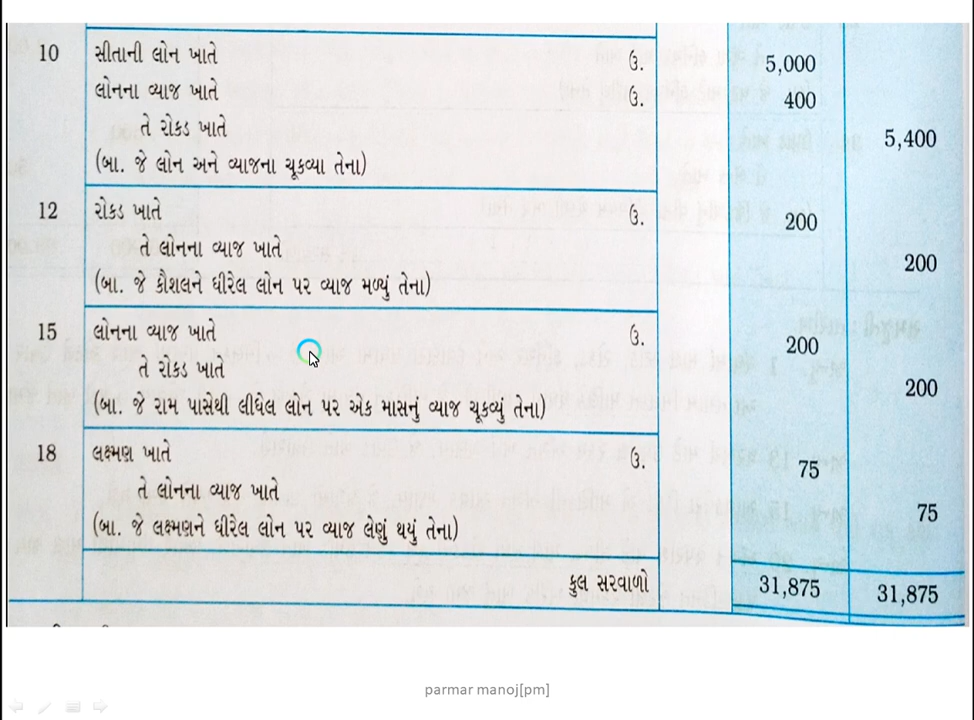 10 સીતાની લોન ખાતે ઉ. 5,000
લોનના વ્યાજ ખાતે ઉ. 400
તે રોકડ ખાતે 5,400
(બા. જે લોન અને વ્યાજના ચૂકવ્યા તેના)
12 રોકડ ખાતે ઉ. 200
તે લોનના વ્યાજ ખાતે 200
(બા. જે કૌશલને ધીરેલ લોન પર વ્યાજ મળ્યું તેના)
15 લોનના વ્યાજ ખાતે ઉ. 200
તે રોકડ ખાતે 200
(બા. જે રામ પાસેથી લીધેલ લોન પર એક માસનું વ્યાજ ચૂકવ્યું તેના)
18 લક્ષ્મણ ખાતે ઉ. 75
તે લોનના વ્યાજ ખાતે 75
(બા. જે લક્ષ્મણને ધીરેલ લોન પર વ્યાજ લેણું થયું તેના)
કુલ સરવાળો 31,875 31,875
parmar manoj[pm]